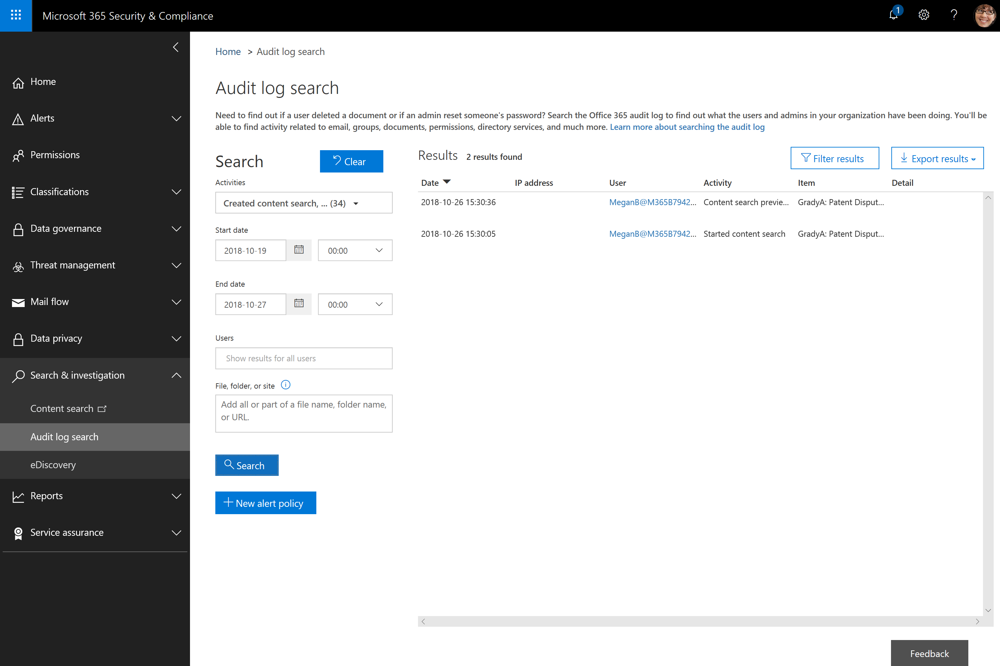 Microsoft 365 Security & Compliance
1
?
Home
Alerts
Permissions
Classifications
Data governance
Threat management
Mail flow
Data privacy
Search & investigation
Content search
Audit log search
eDiscovery
Reports
Service assurance
Home > Audit log search
Audit log search
Need to find out if a user deleted a document or if an admin reset someone's password? Search the Office 365 audit log to find out what the users and admins in your organization have been doing. You'll be
able to find activity related to email, groups, documents, permissions, directory services, and much more. Learn more about searching the audit log
Search
Clear
Activities
Created content search, ... (34)
Start date
2018-10-19
00:00
End date
2018-10-27
00:00
Users
Show results for all users
File, folder, or site
Add all or part of a file name, folder name,
or URL.
Search
New alert policy
Results 2 results found
Filter results
Export results
Date IP address User Activity Item Detail
2018-10-26 15:30:36 MeganB@M365B7942... Content search previe... GradyA: Patent Disput...
2018-10-26 15:30:05 MeganB@M365B7942... Started content search GradyA: Patent Disput...
Feedback